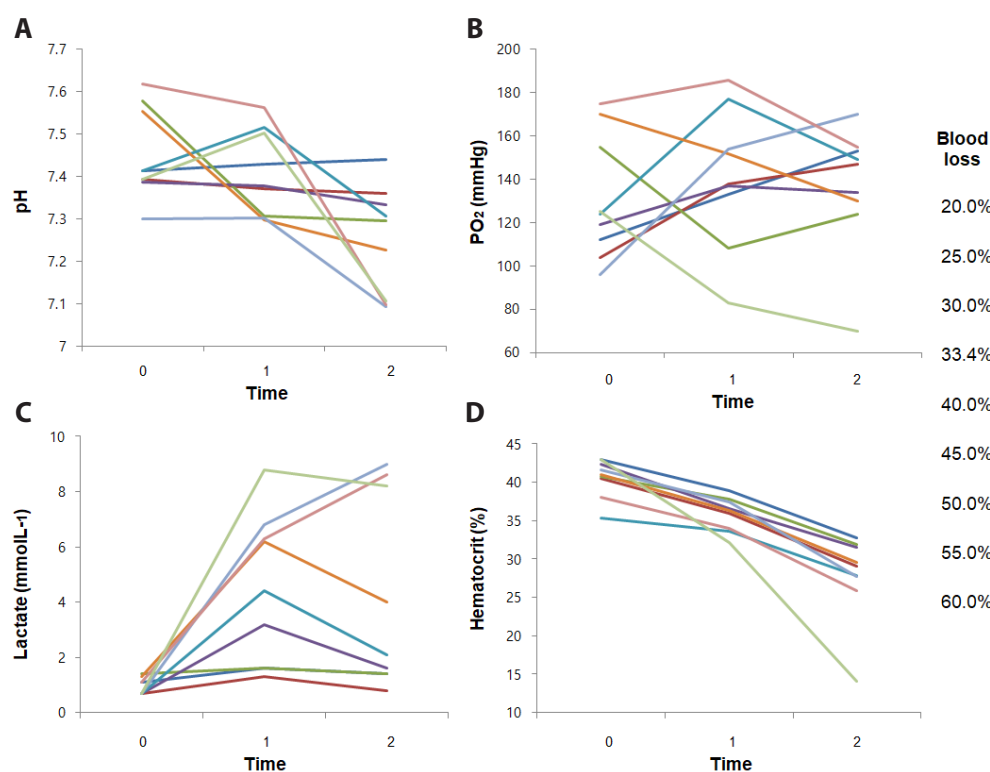 A
7.7
7.6
7.5
7.4
7.3
7.2
7.1
7
pH
0 1 2
Time
B
200
180
160
140
120
100
80
60
PO₂ (mmHg)
0 1 2
Time
C
10
8
6
4
2
0
Lactate (mmolL-1)
0 1 2
Time
D
45
40
35
30
25
20
15
10
Hematocrit (%)
0 1 2
Time
Blood
loss
20.0%
25.0%
30.0%
33.4%
40.0%
45.0%
50.0%
55.0%
60.0%